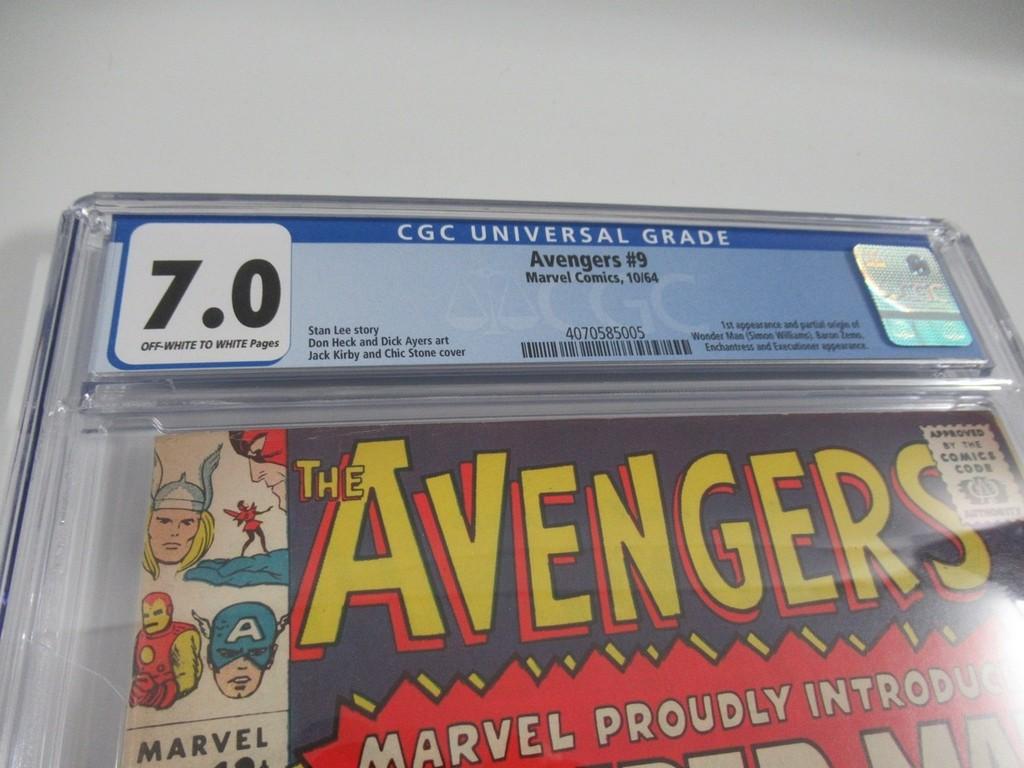 CGC UNIVERSAL GRADE
7.0
OFF-WHITE TO WHITE Pages
Avengers #9
Marvel Comics, 10/64
Stan Lee story
Don Heck and Dick Ayers art
Jack Kirby and Chic Stone cover
CGC
4070585005
1st appearance and partial origin of
Wonder Man (Simon Williams). Baron Zemo,
Enchantress and Executioner appearance.
THE AVENGERS
APPROVED
BY THE
COMICS
CODE
AUTHORITY
A
MARVEL
MARVEL PROUDLY INTRODUC